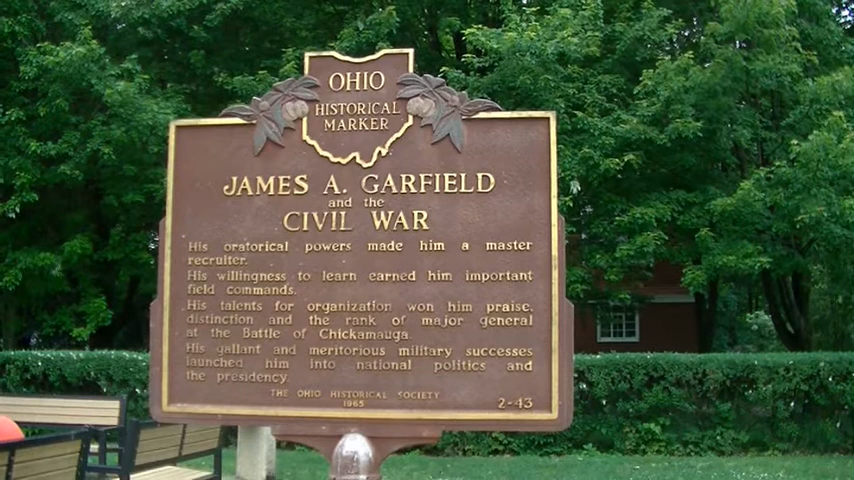 OHIO
HISTORICAL
MARKER
JAMES A. GARFIELD
and the
CIVIL WAR
His oratorical powers made him a master
recruiter.
His willingness to learn earned him important
field commands.
His talents for organization won him praise,
distinction and the rank of major general
at the Battle of Chickamauga.
His gallant and meritorious military successes
launched him into national politics and
the presidency.
THE OHIO HISTORICAL SOCIETY
1965
2-43